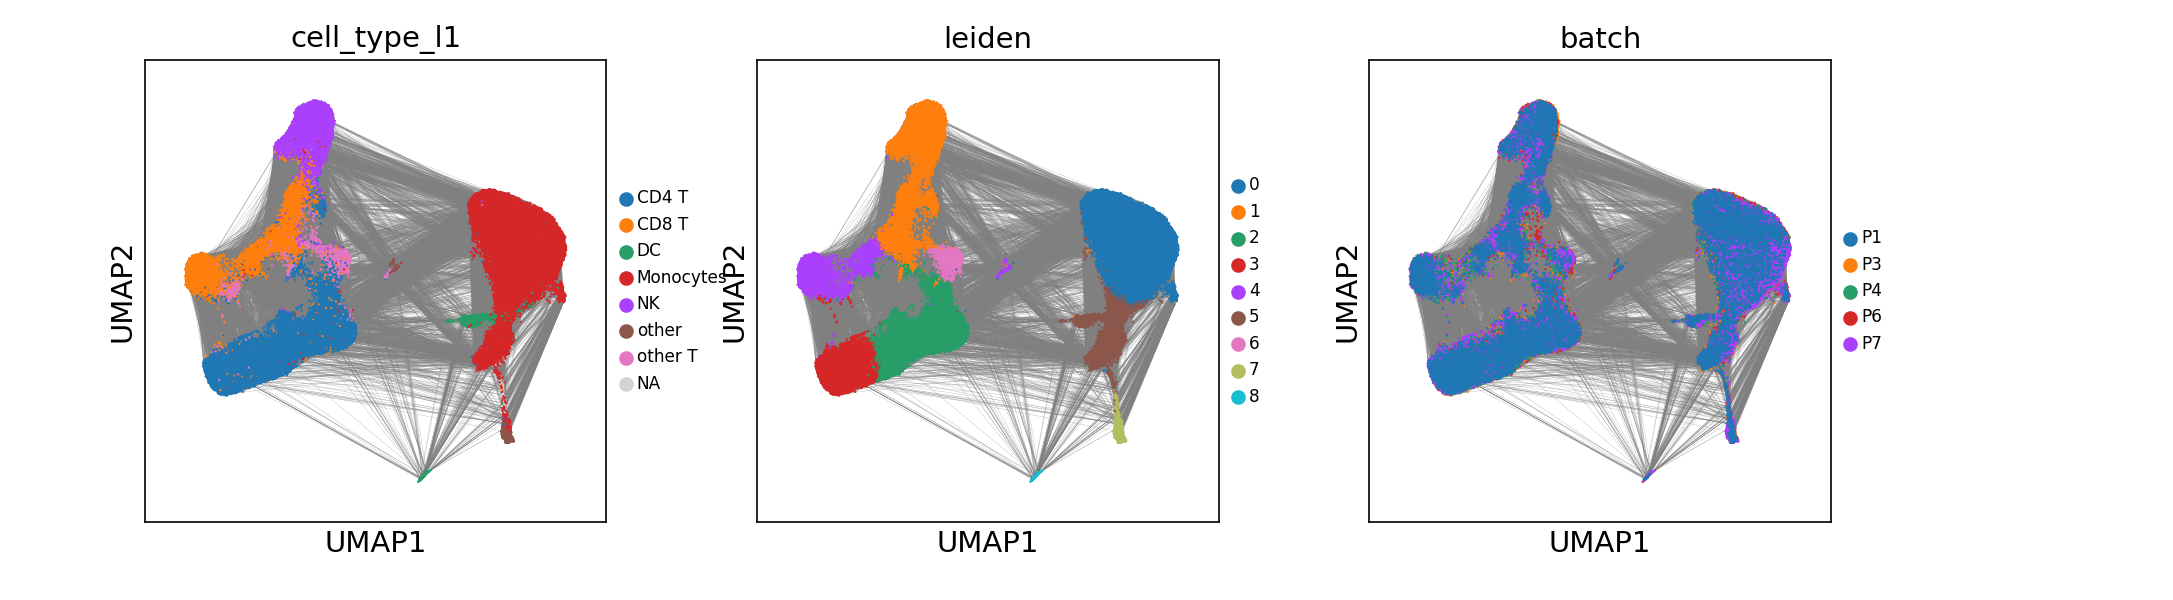 cell_type_l1
UMAP2
UMAP1
CD4 T
CD8 T
DC
Monocytes
NK
other
other T
NA
leiden
UMAP2
UMAP1
0
1
2
3
4
5
6
7
8
batch
UMAP2
UMAP1
P1
P3
P4
P6
P7